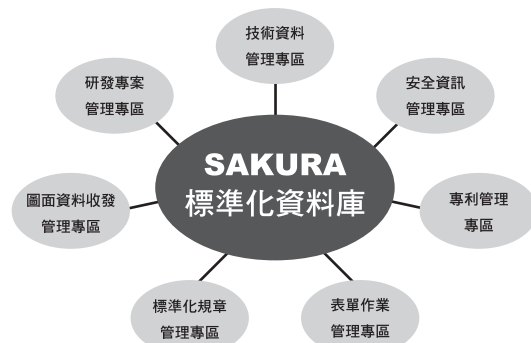 技術資料
管理專區
研發專案
管理專區
安全資訊
管理專區
SAKURA
標準化資料庫
圖面資料收發
管理專區
專利管理
專區
標準化規章
管理專區
表單作業
管理專區